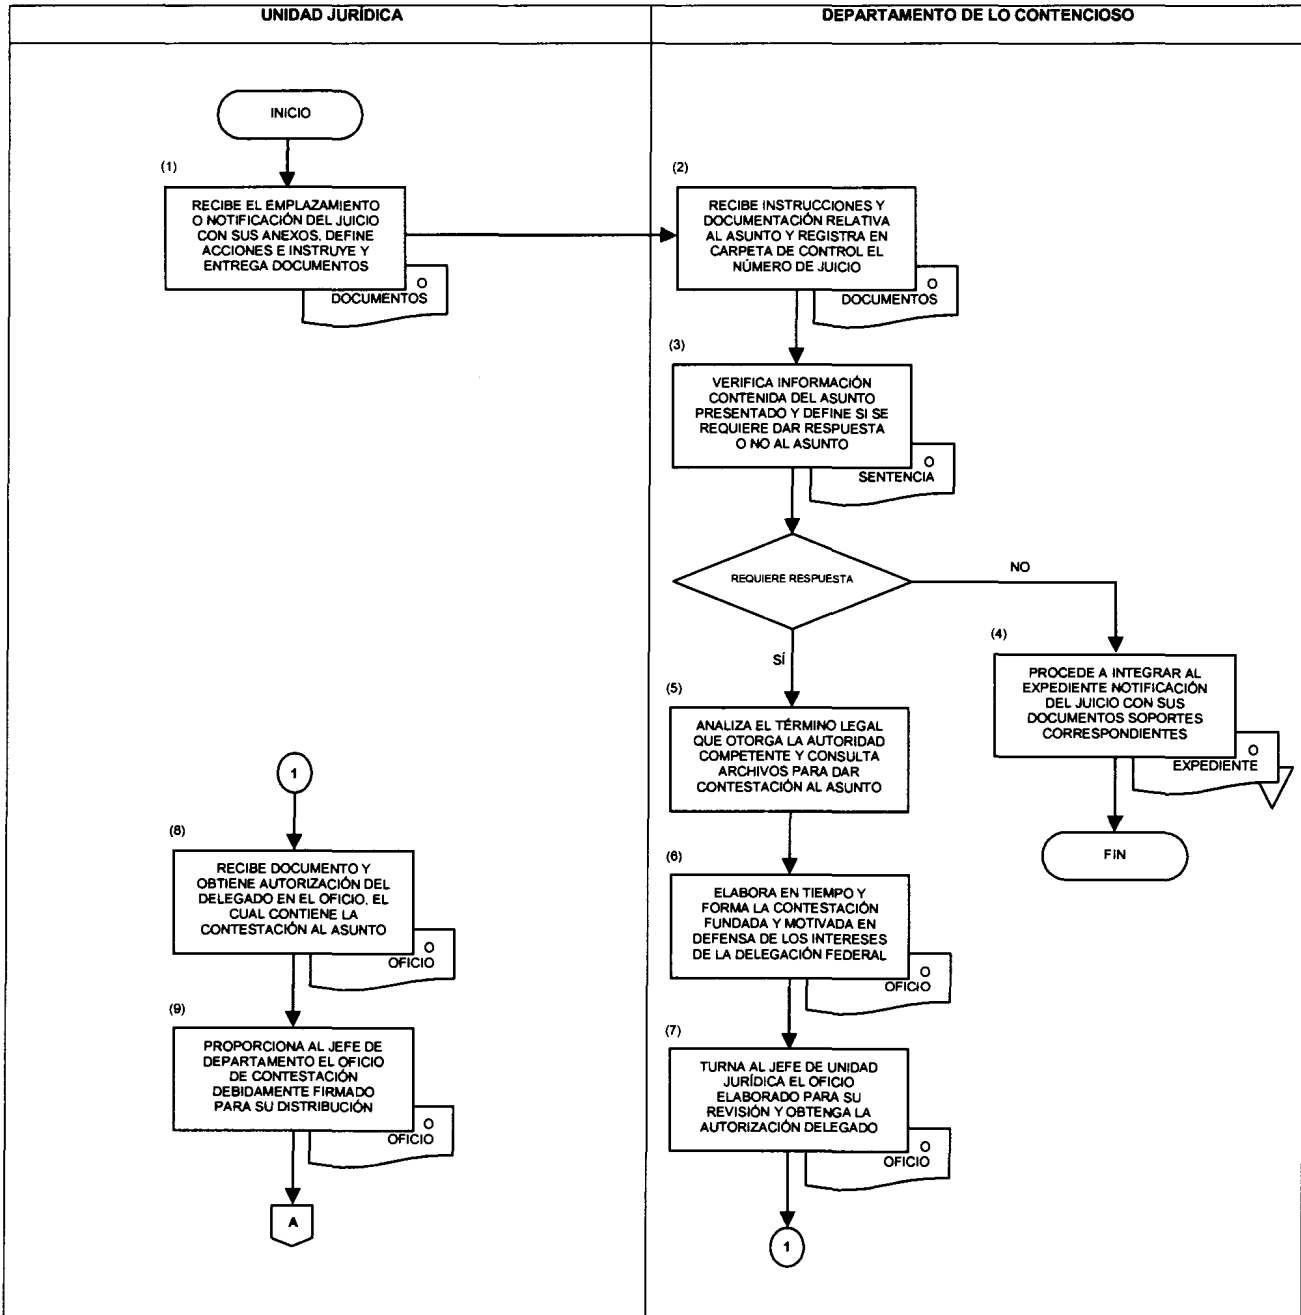 UNIDAD JURÍDICA
DEPARTAMENTO DE LO CONTENCIOSO
INICIO
(1)
RECIBE EL EMPLAZAMIENTO
O NOTIFICACIÓN DEL JUICIO
CON SUS ANEXOS, DEFINE
ACCIONES E INSTRUYE Y
ENTREGA DOCUMENTOS
O
DOCUMENTOS
(2)
RECIBE INSTRUCCIONES Y
DOCUMENTACIÓN RELATIVA
AL ASUNTO Y REGISTRA EN
CARPETA DE CONTROL EL
NÚMERO DE JUICIO
O
DOCUMENTOS
(3)
VERIFICA INFORMACIÓN
CONTENIDA DEL ASUNTO
PRESENTADO Y DEFINE SI SE
REQUIERE DAR RESPUESTA
O NO AL ASUNTO
O
SENTENCIA
REQUIERE RESPUESTA
NO
SÍ
(4)
PROCEDE A INTEGRAR AL
EXPEDIENTE NOTIFICACIÓN
DEL JUICIO CON SUS
DOCUMENTOS SOPORTES
CORRESPONDIENTES
O
EXPEDIENTE
FIN
(5)
ANALIZA EL TÉRMINO LEGAL
QUE OTORGA LA AUTORIDAD
COMPETENTE Y CONSULTA
ARCHIVOS PARA DAR
CONTESTACIÓN AL ASUNTO
(6)
ELABORA EN TIEMPO Y
FORMA LA CONTESTACIÓN
FUNDADA Y MOTIVADA EN
DEFENSA DE LOS INTERESES
DE LA DELEGACIÓN FEDERAL
O
OFICIO
(7)
TURNA AL JEFE DE UNIDAD
JURÍDICA EL OFICIO
ELABORADO PARA SU
REVISIÓN Y OBTENGA LA
AUTORIZACIÓN DELEGADO
O
OFICIO
1
1
(8)
RECIBE DOCUMENTO Y
OBTIENE AUTORIZACIÓN DEL
DELEGADO EN EL OFICIO, EL
CUAL CONTIENE LA
CONTESTACIÓN AL ASUNTO
O
OFICIO
(9)
PROPORCIONA AL JEFE DE
DEPARTAMENTO EL OFICIO
DE CONTESTACIÓN
DEBIDAMENTE FIRMADO
PARA SU DISTRIBUCIÓN
O
OFICIO
A